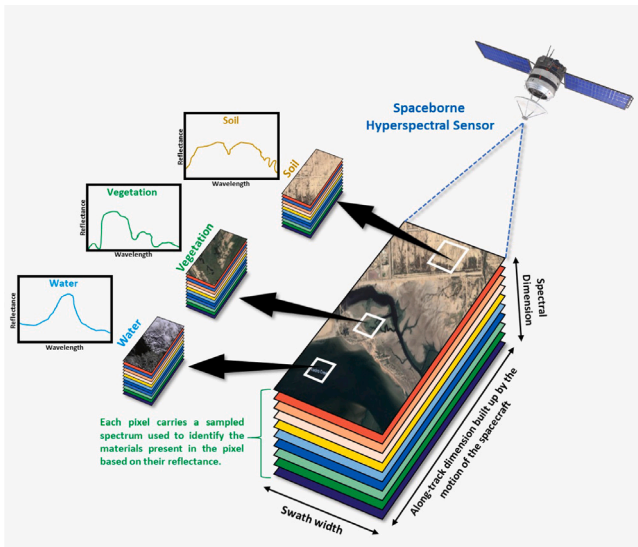 Spaceborne
Hyperspectral Sensor
Soil
Reflectance
Wavelength
Soil
Vegetation
Reflectance
Wavelength
Vegetation
Water
Reflectance
Wavelength
Water
Spectral
Dimension
Each pixel carries a sampled
spectrum used to identify the
materials present in the pixel
based on their reflectance.
Along-track dimension built up by the
motion of the spacecraft
Swath width